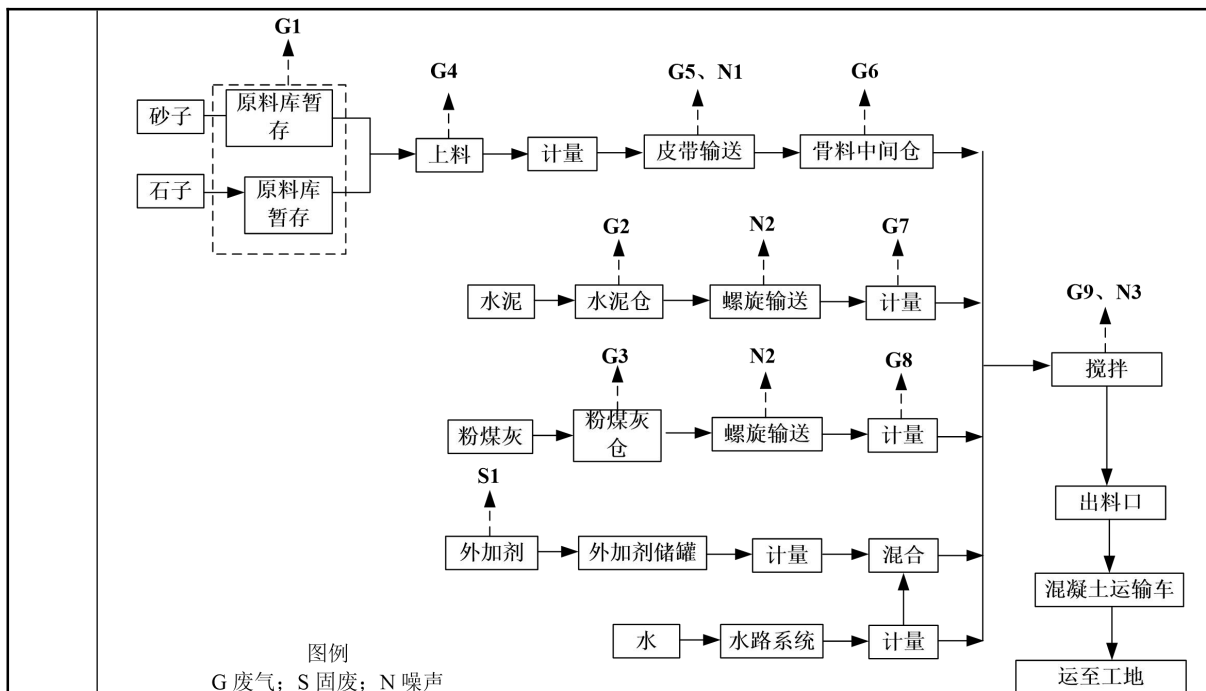 G1
G4
G5、N1
G6
砂子
原料库暂
存
上料
计量
皮带输送
骨料中间仓
石子
原料库
暂存
G2
N2
G7
水泥
水泥仓
螺旋输送
计量
G9、N3
搅拌
G3
N2
G8
粉煤灰
粉煤灰
仓
螺旋输送
计量
S1
出料口
外加剂
外加剂储罐
计量
混合
混凝土运输车
水
水路系统
计量
运至工地
图例
G 废气；S 固废；N 噪声